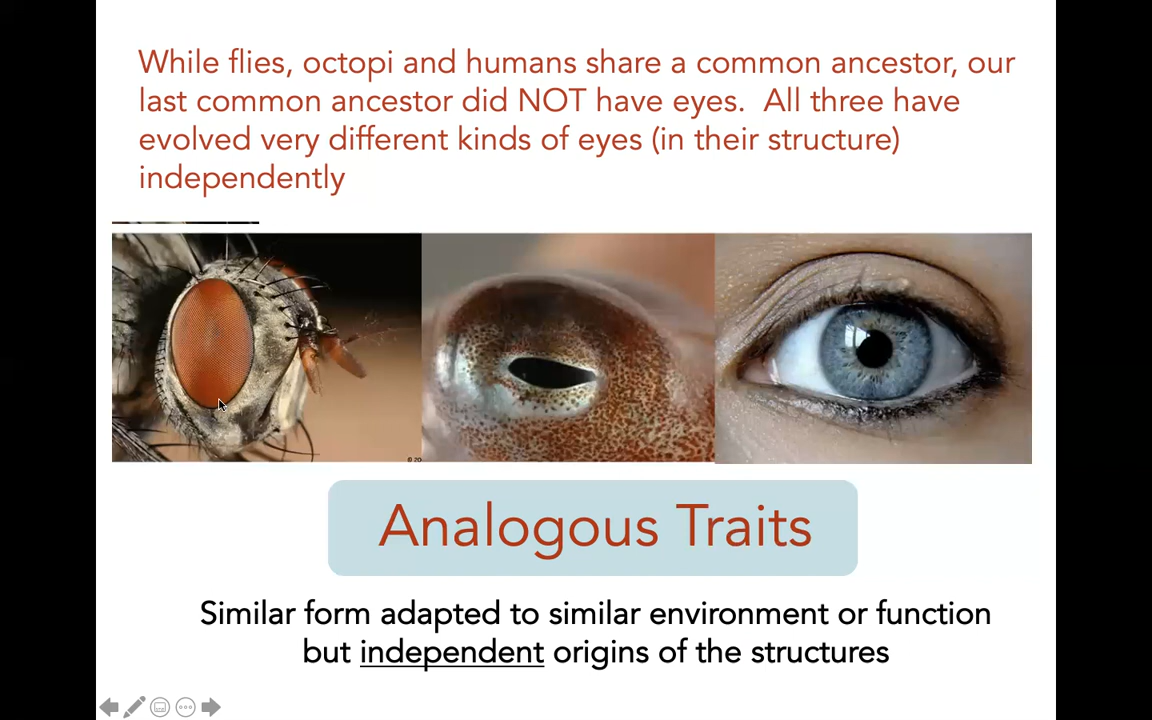 While flies, octopi and humans share a common ancestor, our
last common ancestor did NOT have eyes.  All three have
evolved very different kinds of eyes (in their structure)
independently
© 20
Analogous Traits
Similar form adapted to similar environment or function
but independent origins of the structures